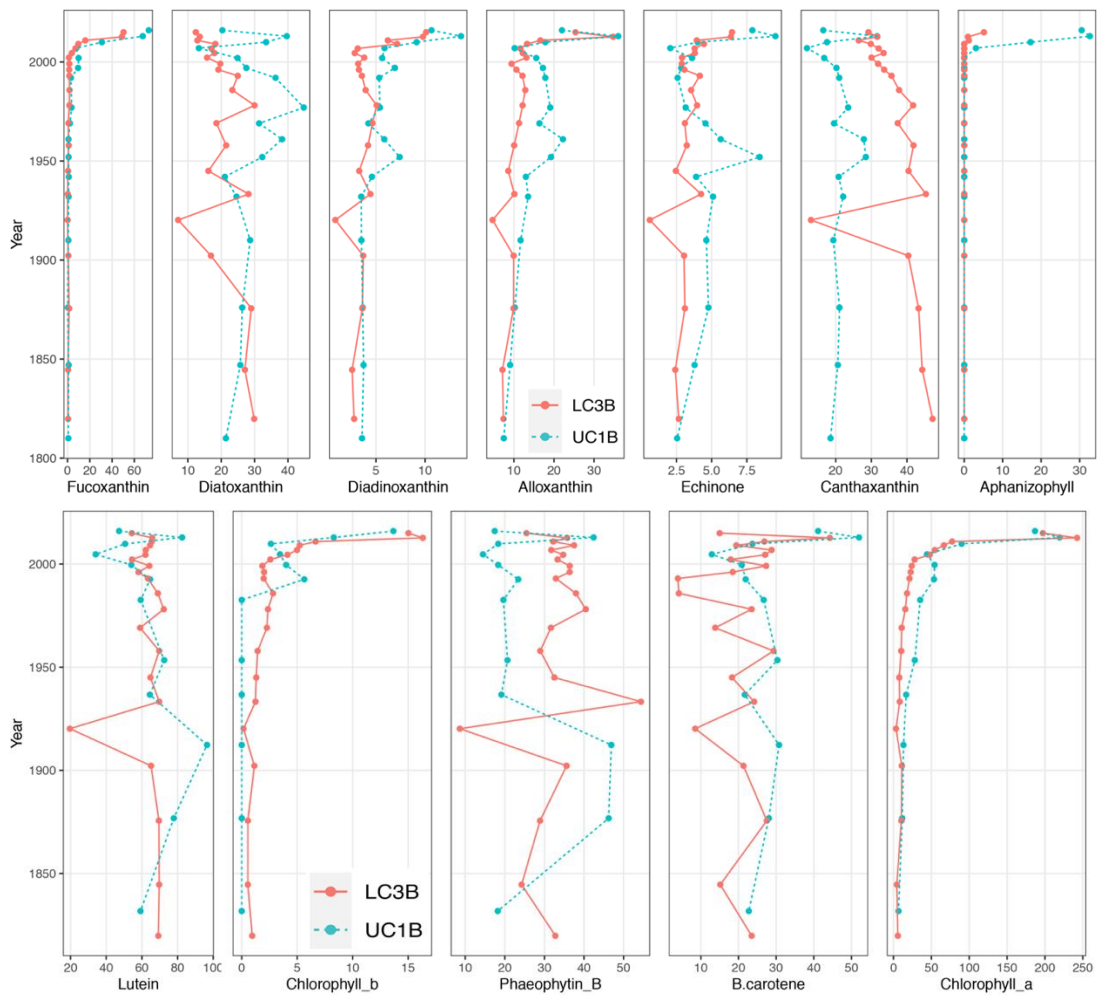 Year
2000
1950
1900
1850
1800
0 20 40 60
Fucoxanthin
10 20 30 40
Diatoxanthin
5 10
Diadinoxanthin
10 20 30
Alloxanthin
2.5 5.0 7.5
Echinone
20 30 40
Canthaxanthin
0 10 20 30
Aphanizophyll
LC3B
UC1B
Year
2000
1950
1900
1850
20 40 60 80 100
Lutein
0 5 10 15
Chlorophyll_b
10 20 30 40 50
Phaeophytin_B
10 20 30 40 50
B.carotene
0 50 100 150 200 250
Chlorophyll_a
LC3B
UC1B